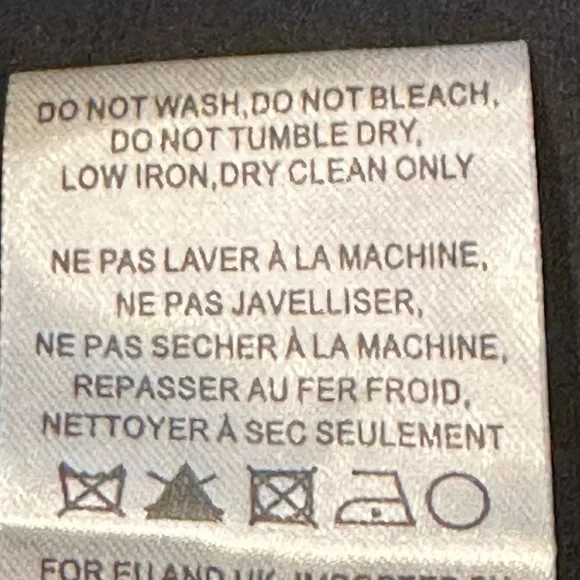 DO NOT WASH,DO NOT BLEACH,
DO NOT TUMBLE DRY,
LOW IRON,DRY CLEAN ONLY
NE PAS LAVER À LA MACHINE,
NE PAS JAVELLISER,
NE PAS SECHER À LA MACHINE,
REPASSER AU FER FROID,
NETTOYER À SEC SEULEMENT
FOR EU AND UK